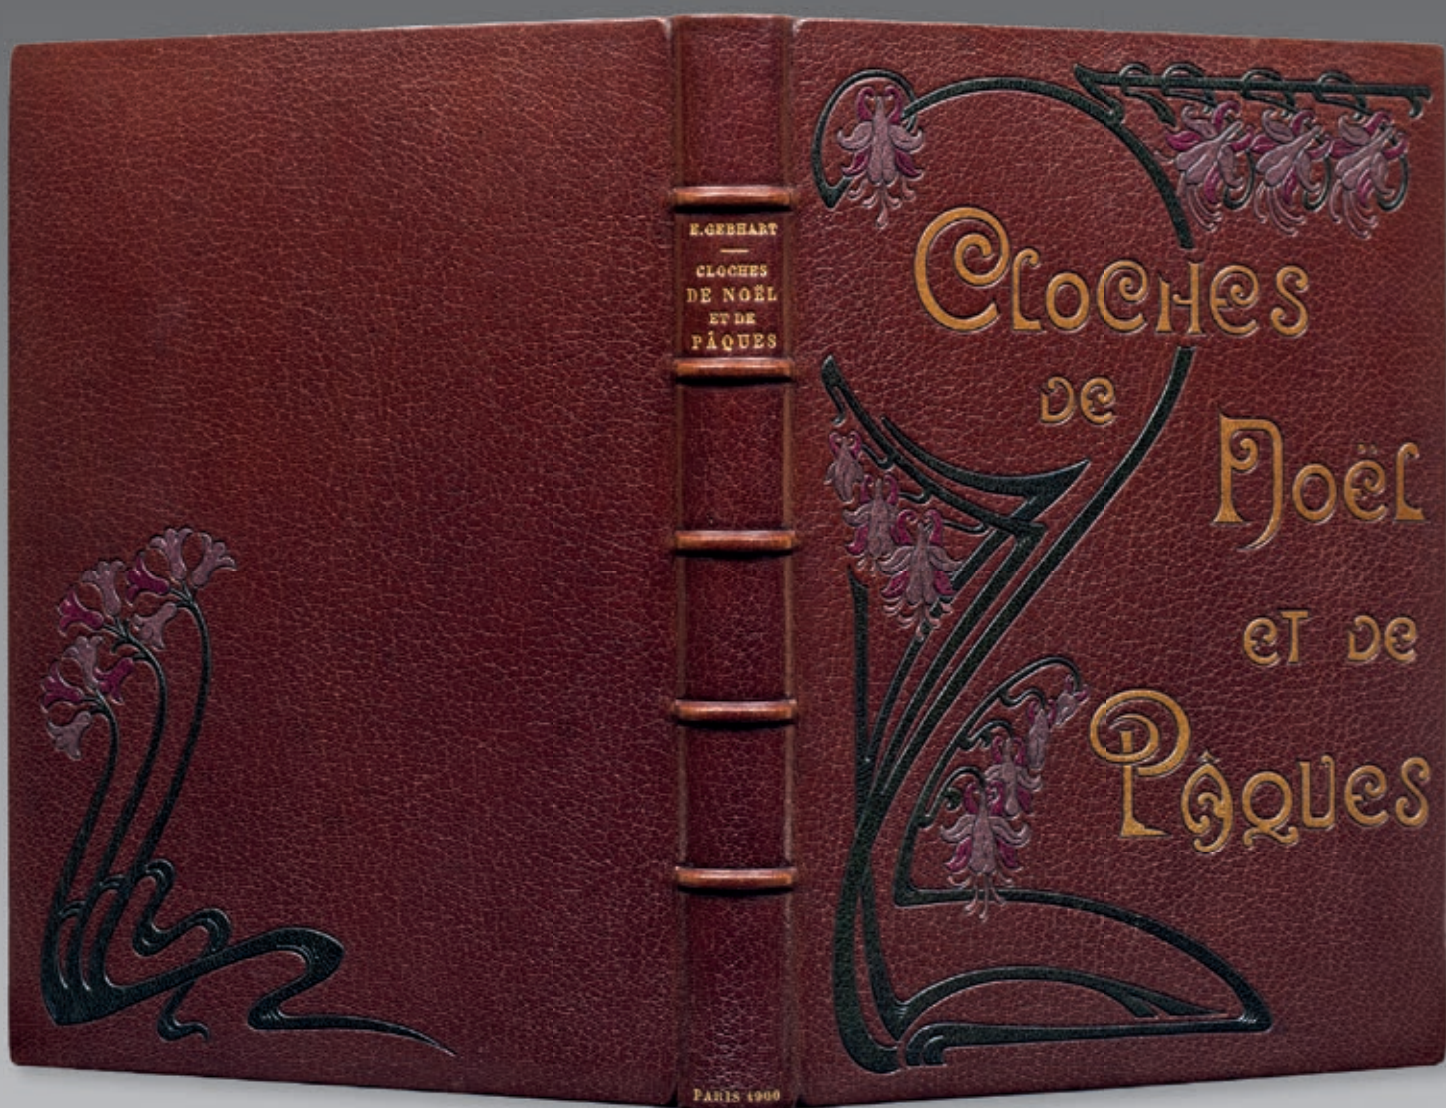 E. GEBHART
CLOCHES
DE NOËL
ET DE
PÂQUES
PARIS 1900
CLOCHES
DE
NOËL
ET DE
PÂQUES